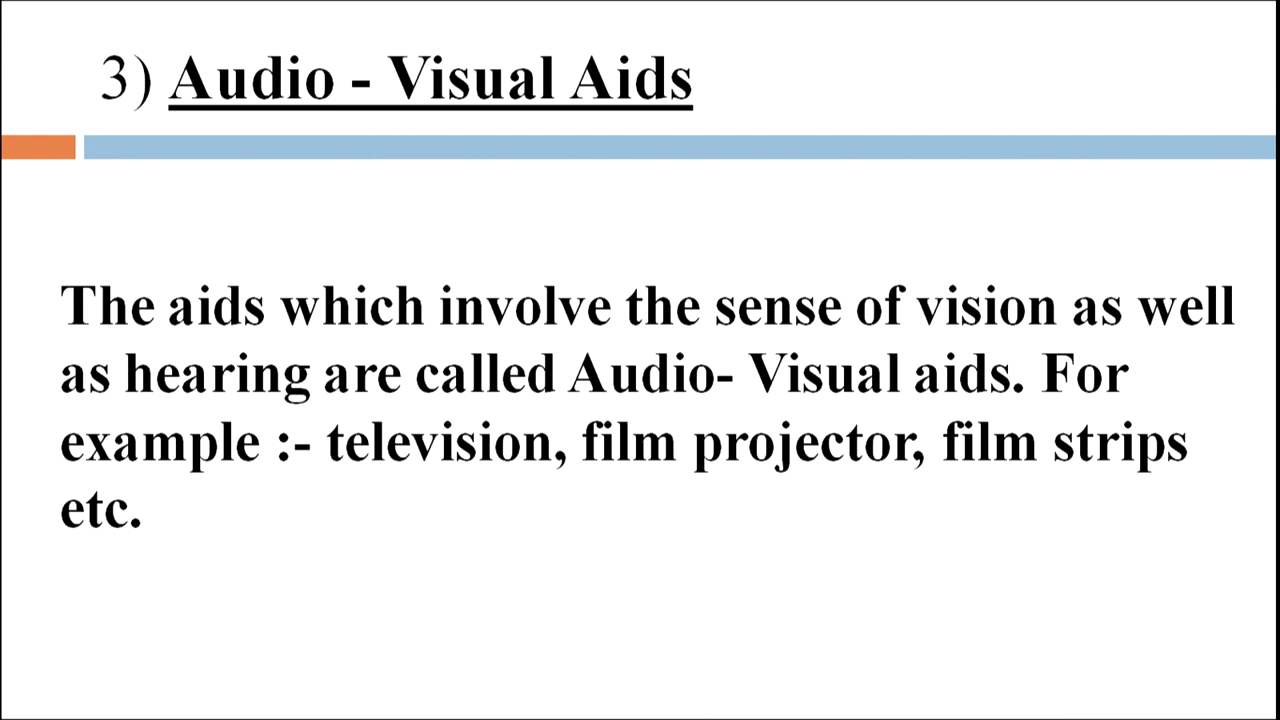 3) Audio - Visual Aids
The aids which involve the sense of vision as well
as hearing are called Audio- Visual aids. For
example :- television, film projector, film strips
etc.